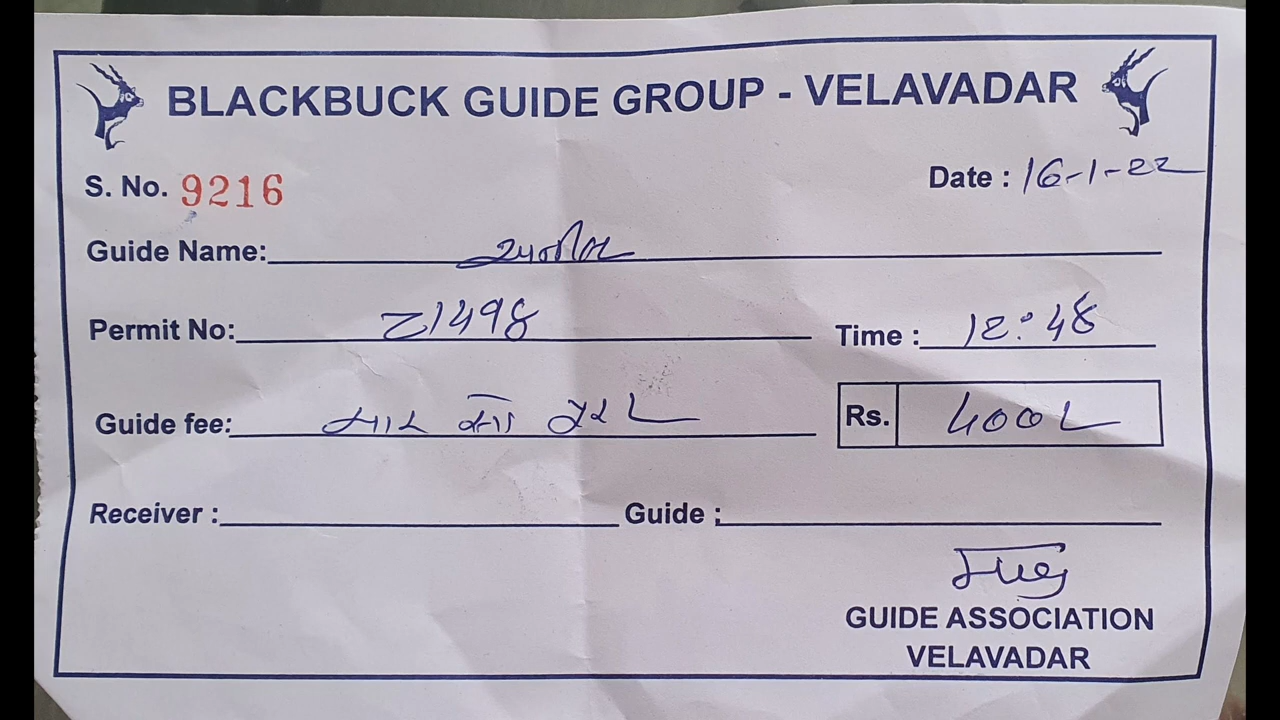 BLACKBUCK GUIDE GROUP - VELAVADAR
S. No. 9216
Date : 16-1-22
Guide Name:
Permit No: 21498
Time : 12:48
Guide fee:
Rs. 400
Receiver : Guide :
GUIDE ASSOCIATION
VELAVADAR